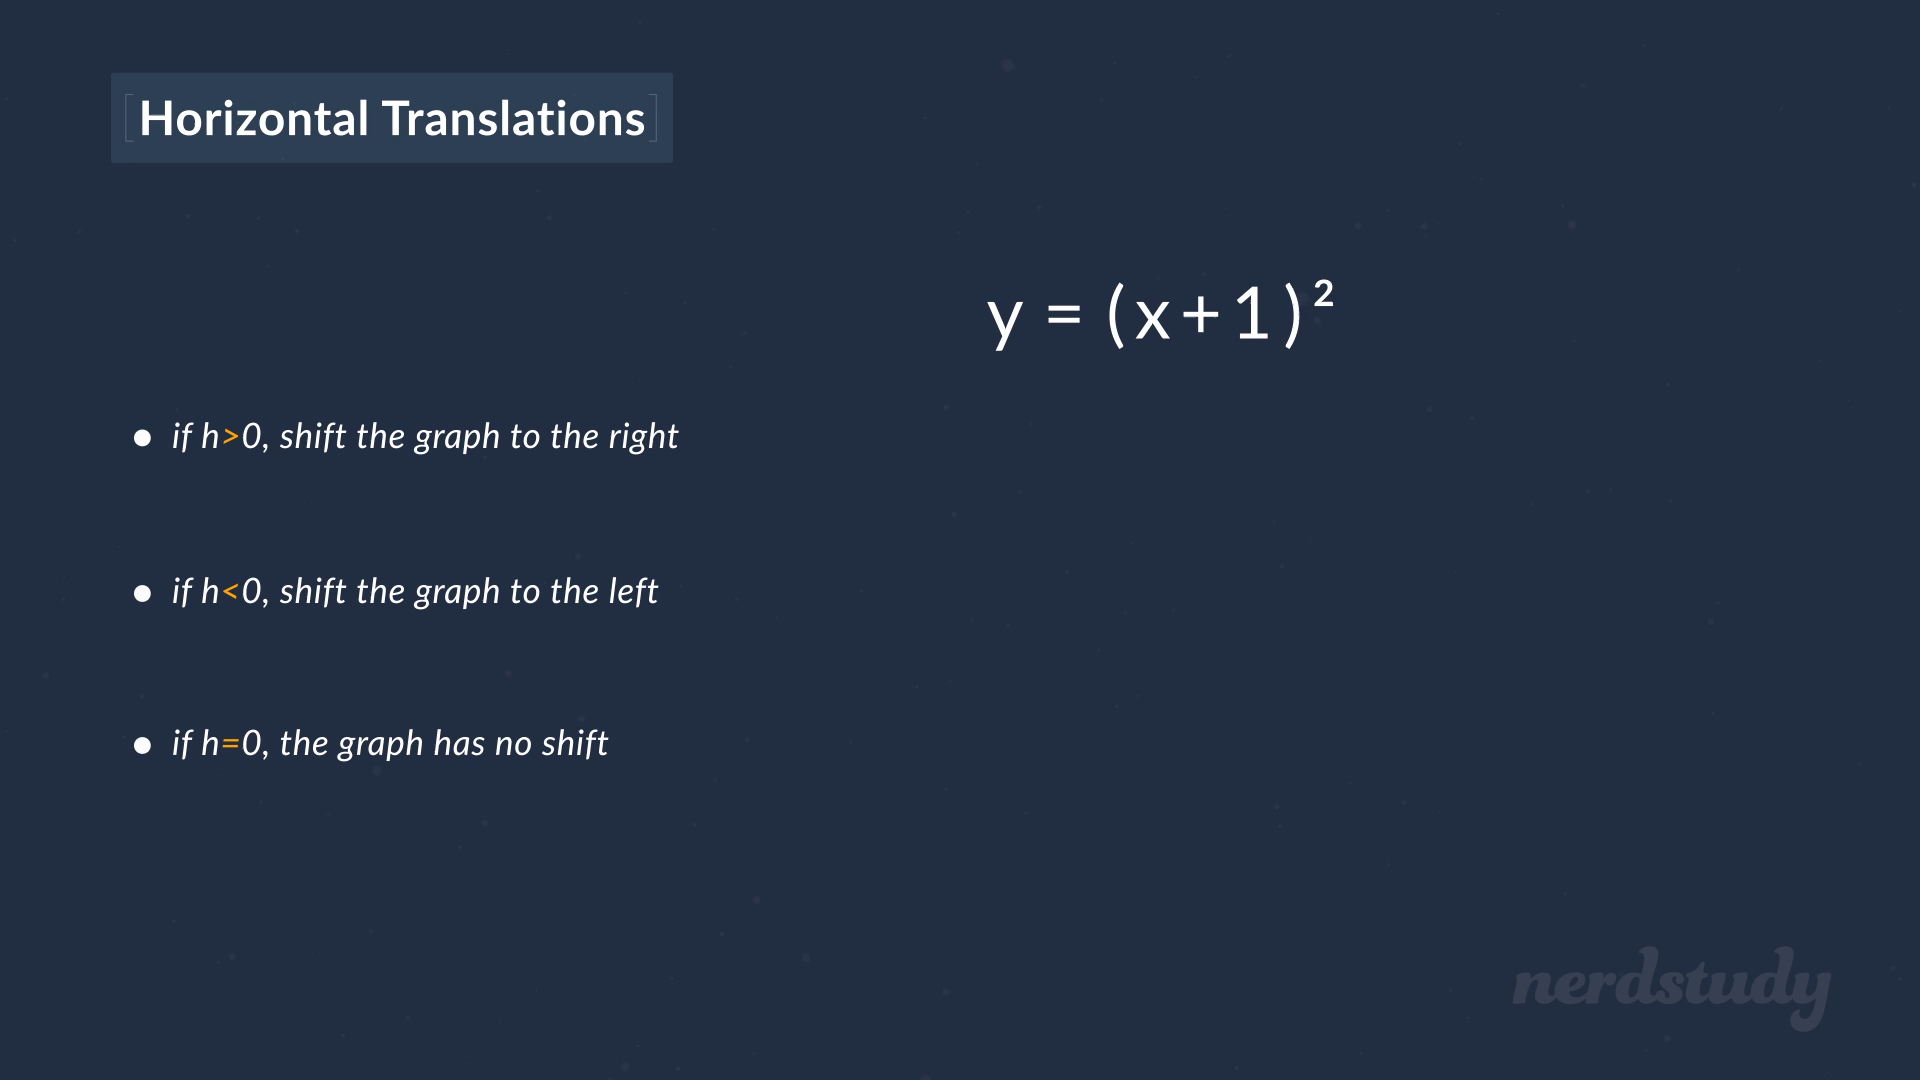 Horizontal Translations
y = (x+1)²
● if h>0, shift the graph to the right
● if h<0, shift the graph to the left
● if h=0, the graph has no shift
nerdstudy